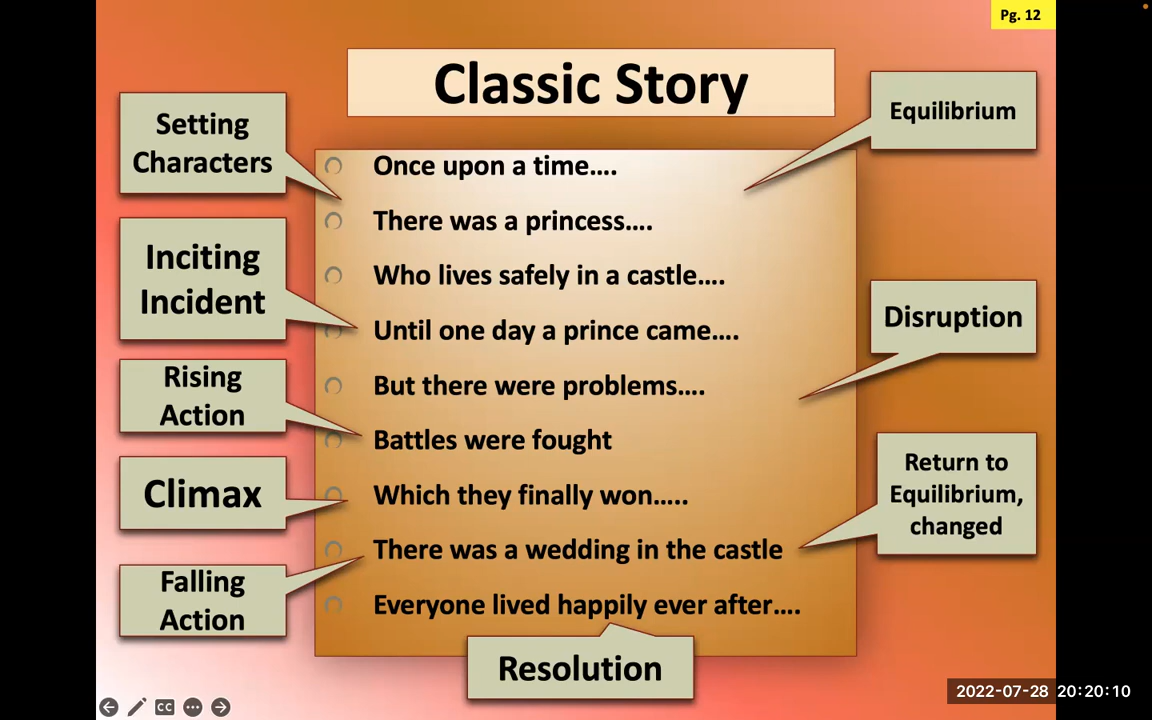 Pg. 12
Classic Story
Setting
Characters
Equilibrium
Once upon a time....
There was a princess....
Who lives safely in a castle....
Inciting
Incident
Until one day a prince came....
Disruption
But there were problems....
Rising
Action
Battles were fought
Climax
Which they finally won.....
Return to
Equilibrium,
changed
There was a wedding in the castle
Falling
Action
Everyone lived happily ever after....
Resolution
2022-07-28 20:20:10
CC